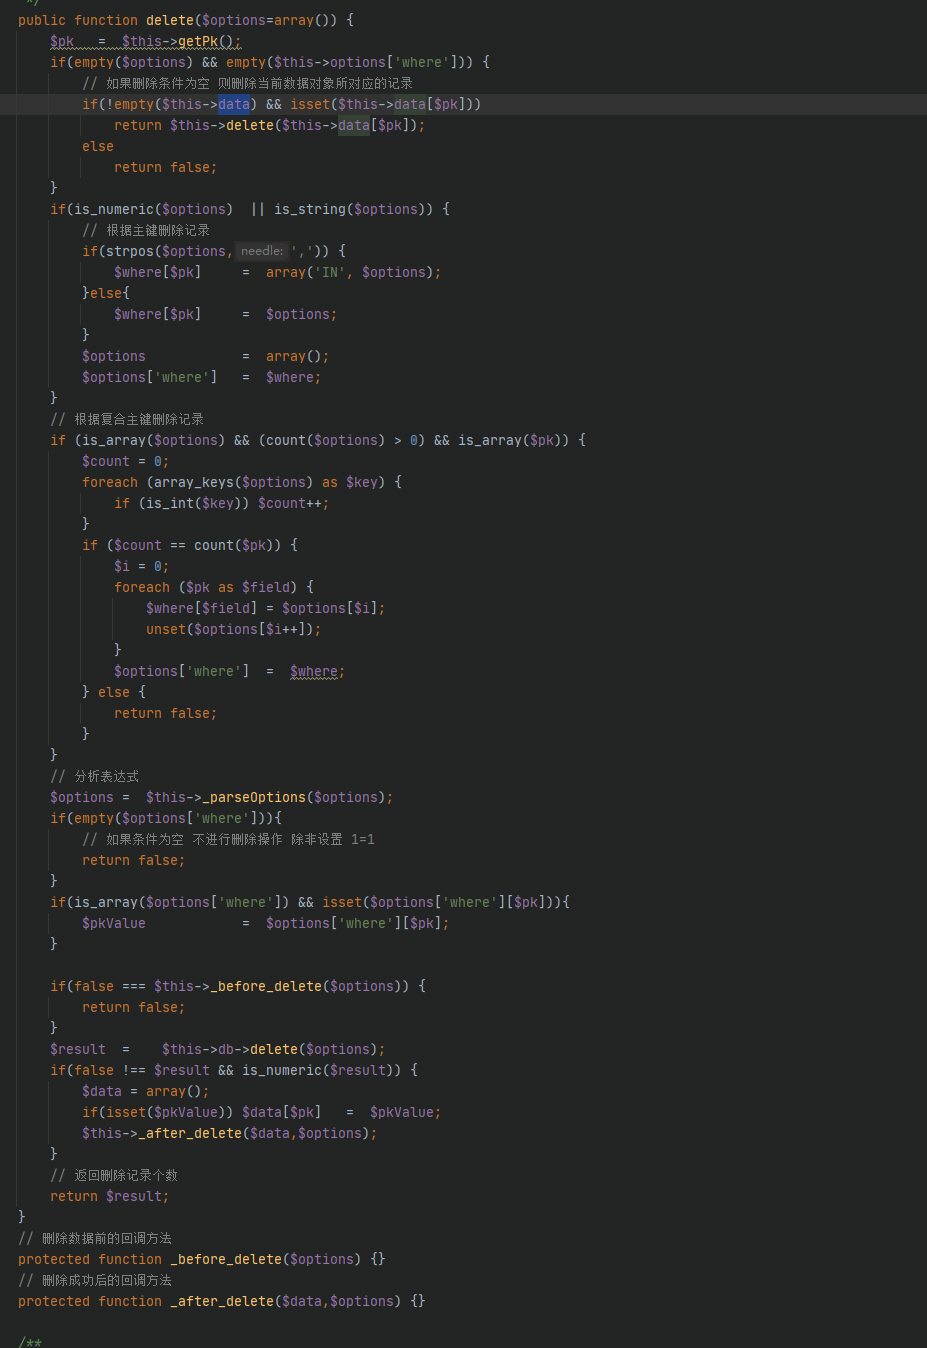 */
public function delete($options=array()) {
    $pk   =  $this->getPk();
    if(empty($options) && empty($this->options['where'])) {
        // 如果删除条件为空 则删除当前数据对象所对应的记录
        if(!empty($this->data) && isset($this->data[$pk]))
            return $this->delete($this->data[$pk]);
        else
            return false;
    }
    if(is_numeric($options)  || is_string($options)) {
        // 根据主键删除记录
        if(strpos($options, needle: ',')) {
            $where[$pk]     =  array('IN', $options);
        }else{
            $where[$pk]     =  $options;
        }
        $options            =  array();
        $options['where']   =  $where;
    }
    // 根据复合主键删除记录
    if (is_array($options) && (count($options) > 0) && is_array($pk)) {
        $count = 0;
        foreach (array_keys($options) as $key) {
            if (is_int($key)) $count++;
        }
        if ($count == count($pk)) {
            $i = 0;
            foreach ($pk as $field) {
                $where[$field] = $options[$i];
                unset($options[$i++]);
            }
            $options['where']  =  $where;
        } else {
            return false;
        }
    }
    // 分析表达式
    $options =  $this->_parseOptions($options);
    if(empty($options['where'])){
        // 如果条件为空 不进行删除操作 除非设置 1=1
        return false;
    }
    if(is_array($options['where']) && isset($options['where'][$pk])){
        $pkValue            =  $options['where'][$pk];
    }
    if(false === $this->_before_delete($options)) {
        return false;
    }
    $result  =    $this->db->delete($options);
    if(false !== $result && is_numeric($result)) {
        $data = array();
        if(isset($pkValue)) $data[$pk]   =  $pkValue;
        $this->_after_delete($data,$options);
    }
    // 返回删除记录个数
    return $result;
}
// 删除数据前的回调方法
protected function _before_delete($options) {}
// 删除成功后的回调方法
protected function _after_delete($data,$options) {}
/**